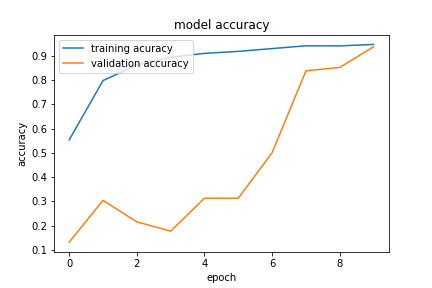 model accuracy
training acuracy
validation accuracy
accuracy
0.9
0.8
0.7
0.6
0.5
0.4
0.3
0.2
0.1
0 2 4 6 8
epoch